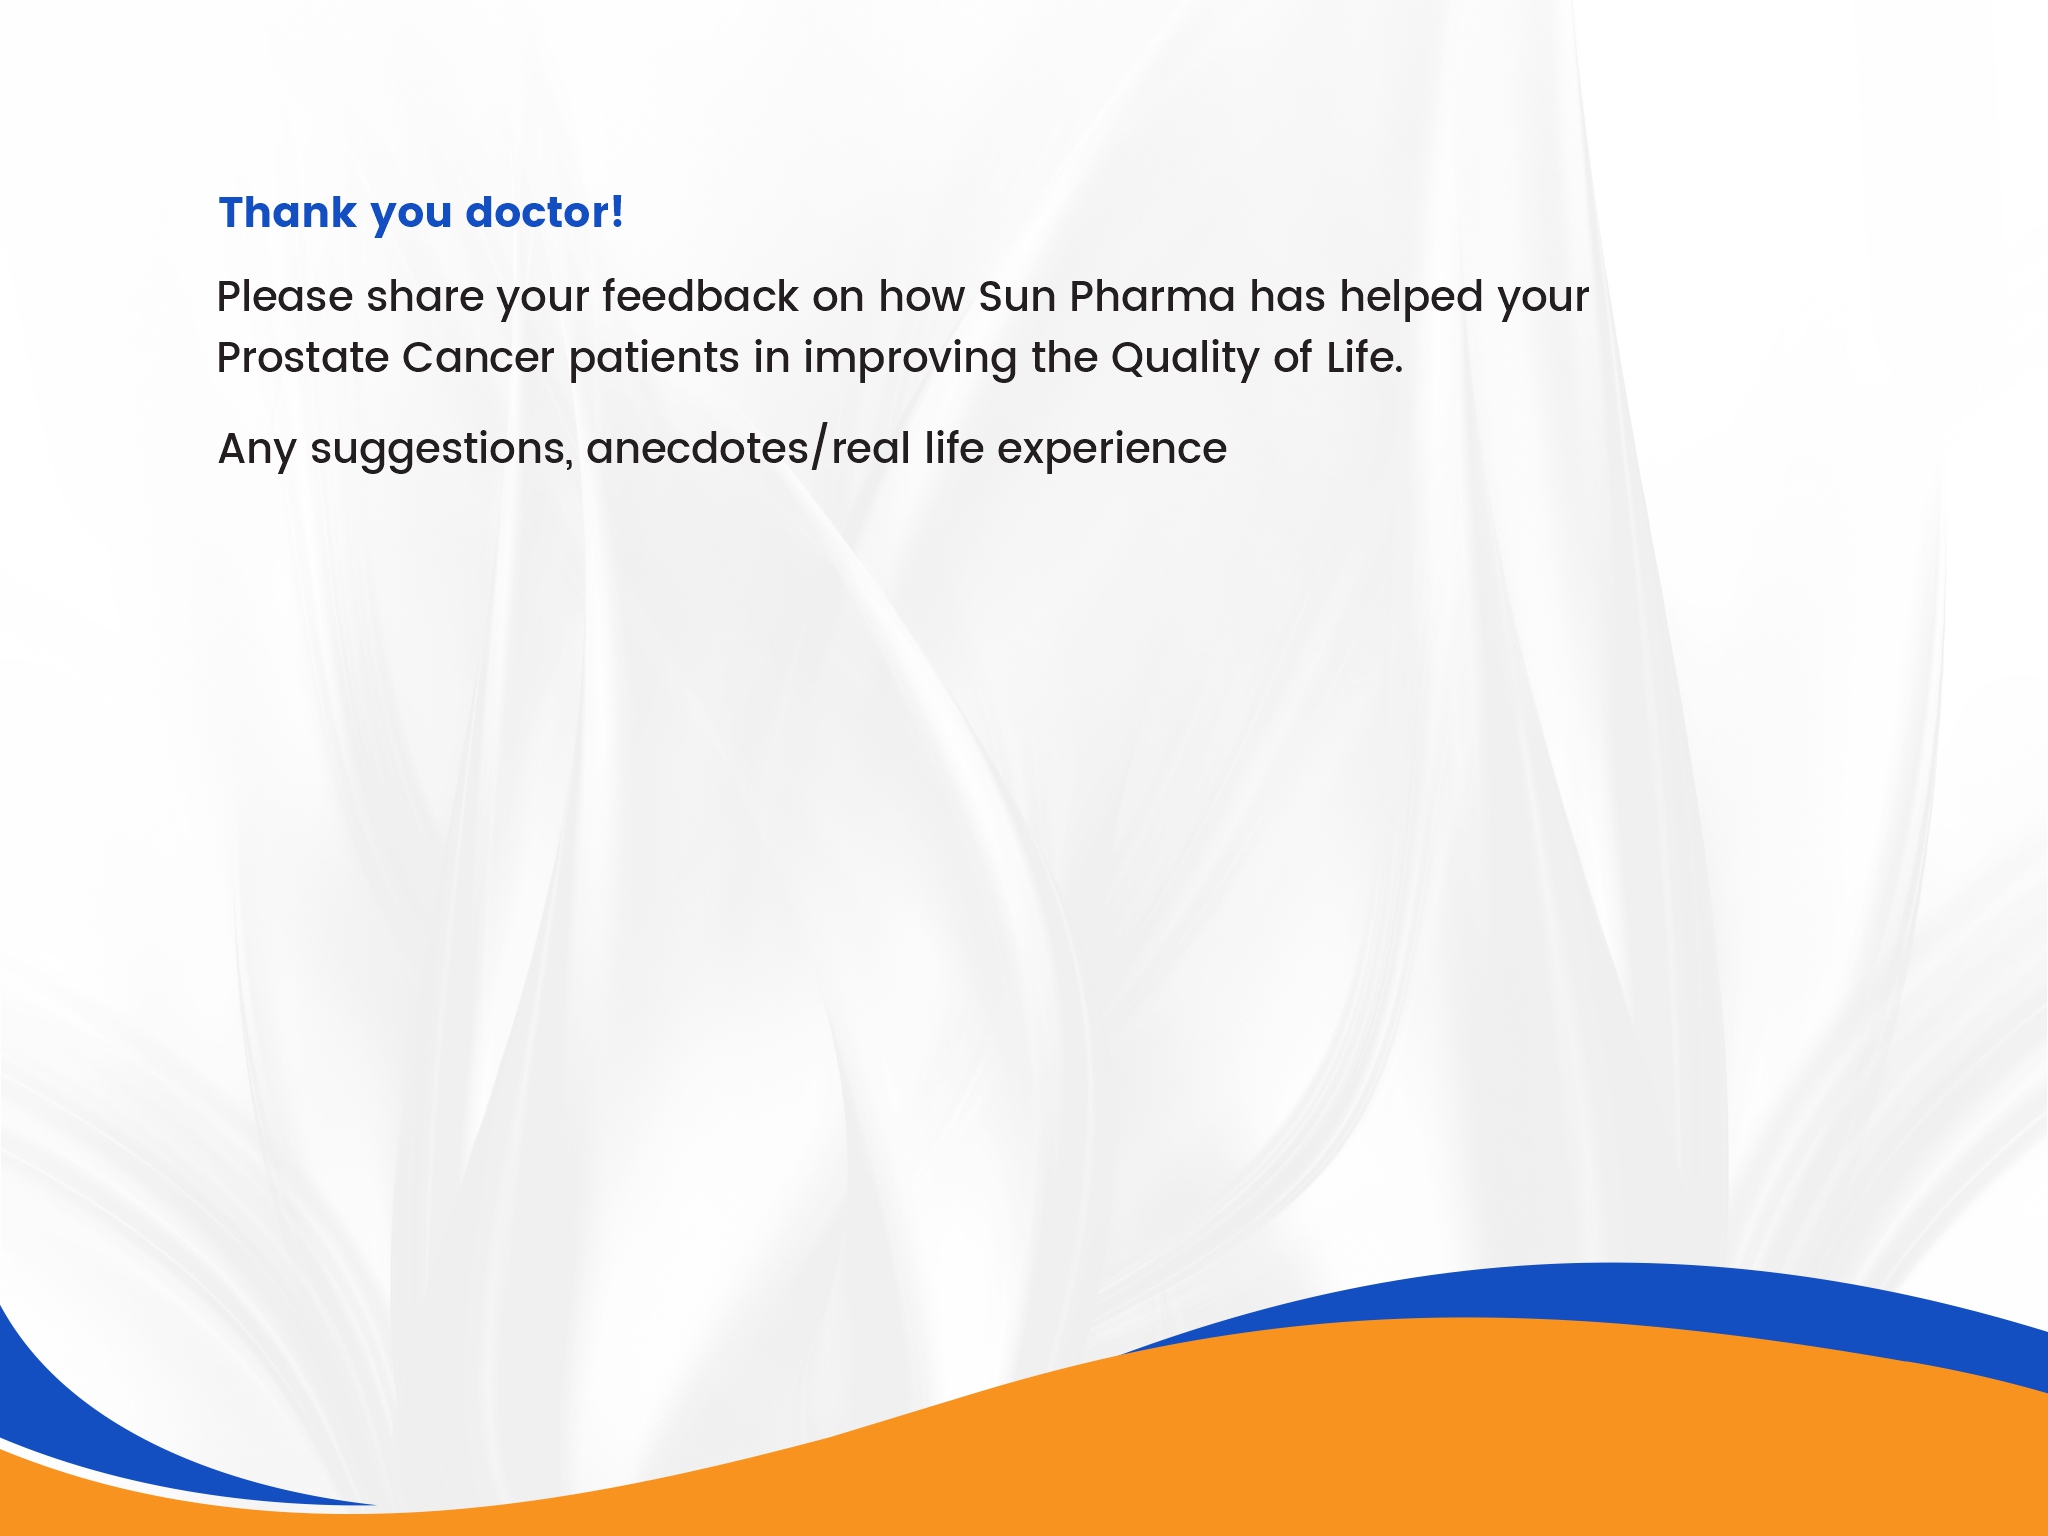 Thank you doctor!
Please share your feedback on how Sun Pharma has helped your
Prostate Cancer patients in improving the Quality of Life.
Any suggestions, anecdotes/real life experience